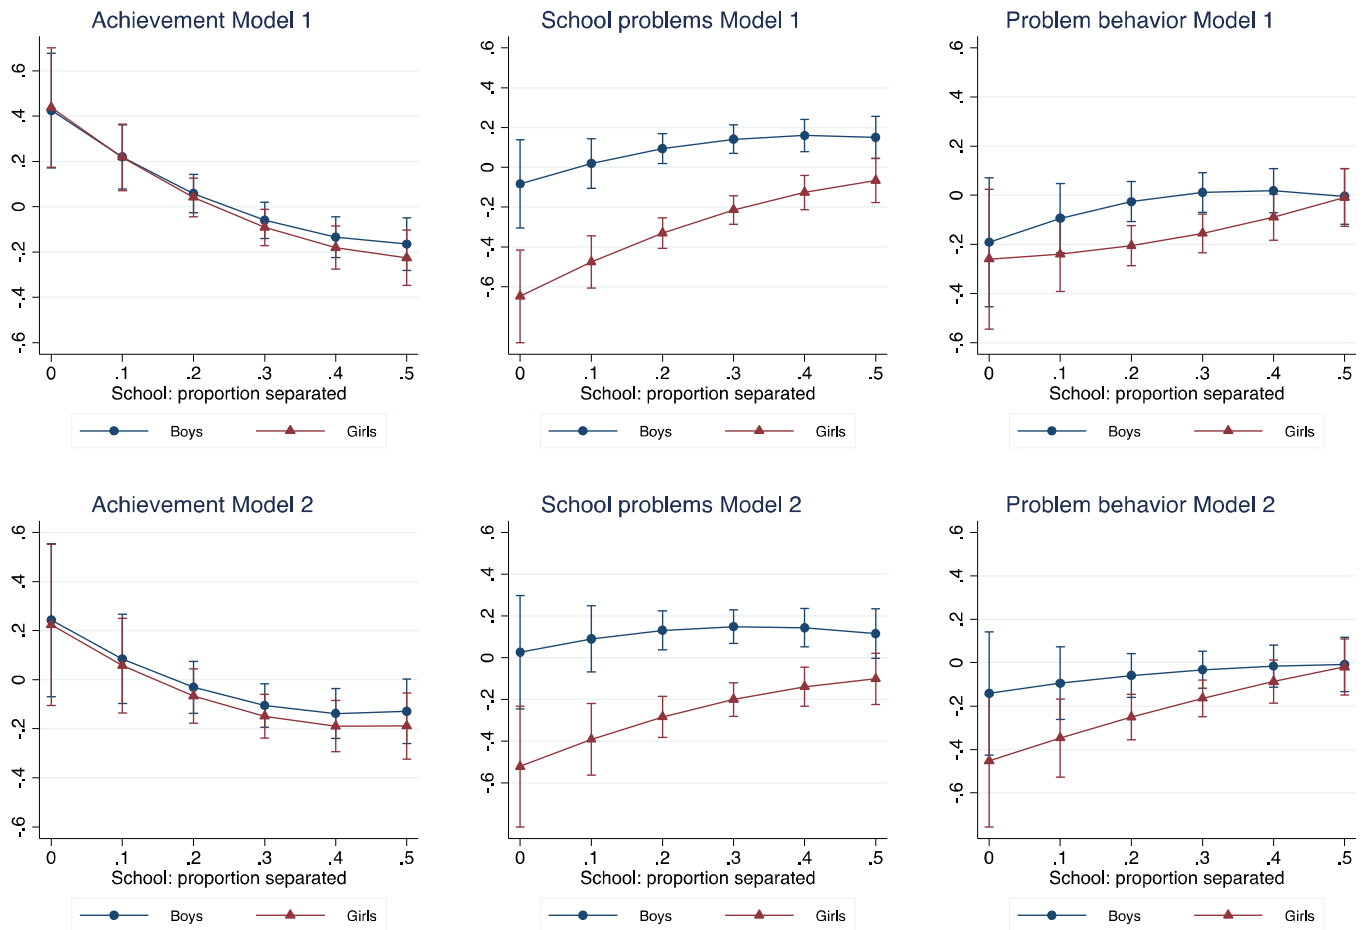 Achievement Model 1
.6
.4
.2
0
-.2
-.4
-.6
0 .1 .2 .3 .4 .5
School: proportion separated
Boys Girls
School problems Model 1
.6
.4
.2
0
-.2
-.4
-.6
0 .1 .2 .3 .4 .5
School: proportion separated
Boys Girls
Problem behavior Model 1
.6
.4
.2
0
-.2
-.4
-.6
0 .1 .2 .3 .4 .5
School: proportion separated
Boys Girls
Achievement Model 2
.6
.4
.2
0
-.2
-.4
-.6
0 .1 .2 .3 .4 .5
School: proportion separated
Boys Girls
School problems Model 2
.6
.4
.2
0
-.2
-.4
-.6
0 .1 .2 .3 .4 .5
School: proportion separated
Boys Girls
Problem behavior Model 2
.6
.4
.2
0
-.2
-.4
-.6
0 .1 .2 .3 .4 .5
School: proportion separated
Boys Girls